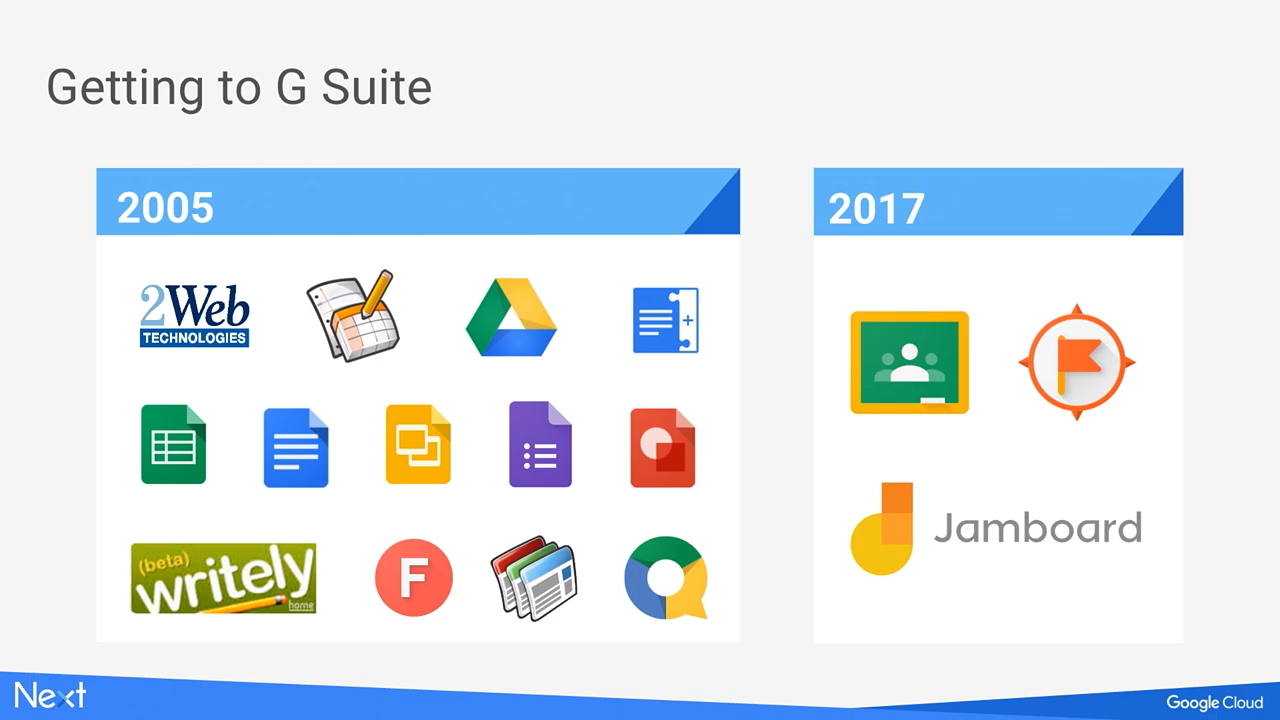 Getting to G Suite
2005
2017
2Web
TECHNOLOGIES
(beta)
writely
home
F
Jamboard
Next
Google Cloud